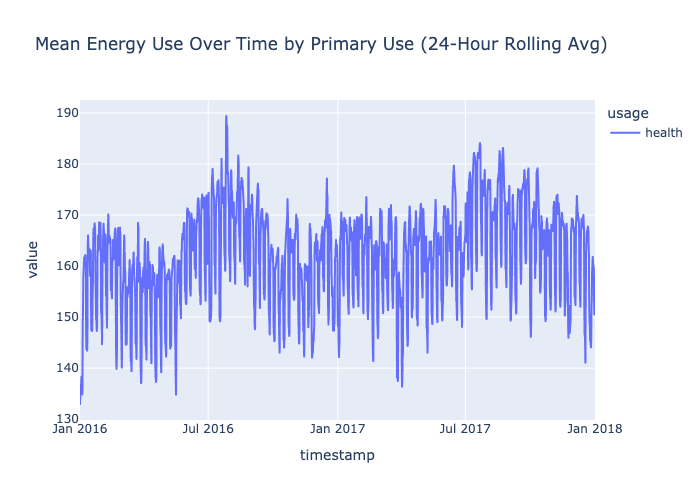 Mean Energy Use Over Time by Primary Use (24-Hour Rolling Avg)
usage
health
190
180
170
160
150
140
130
value
Jan 2016
Jul 2016
Jan 2017
Jul 2017
Jan 2018
timestamp